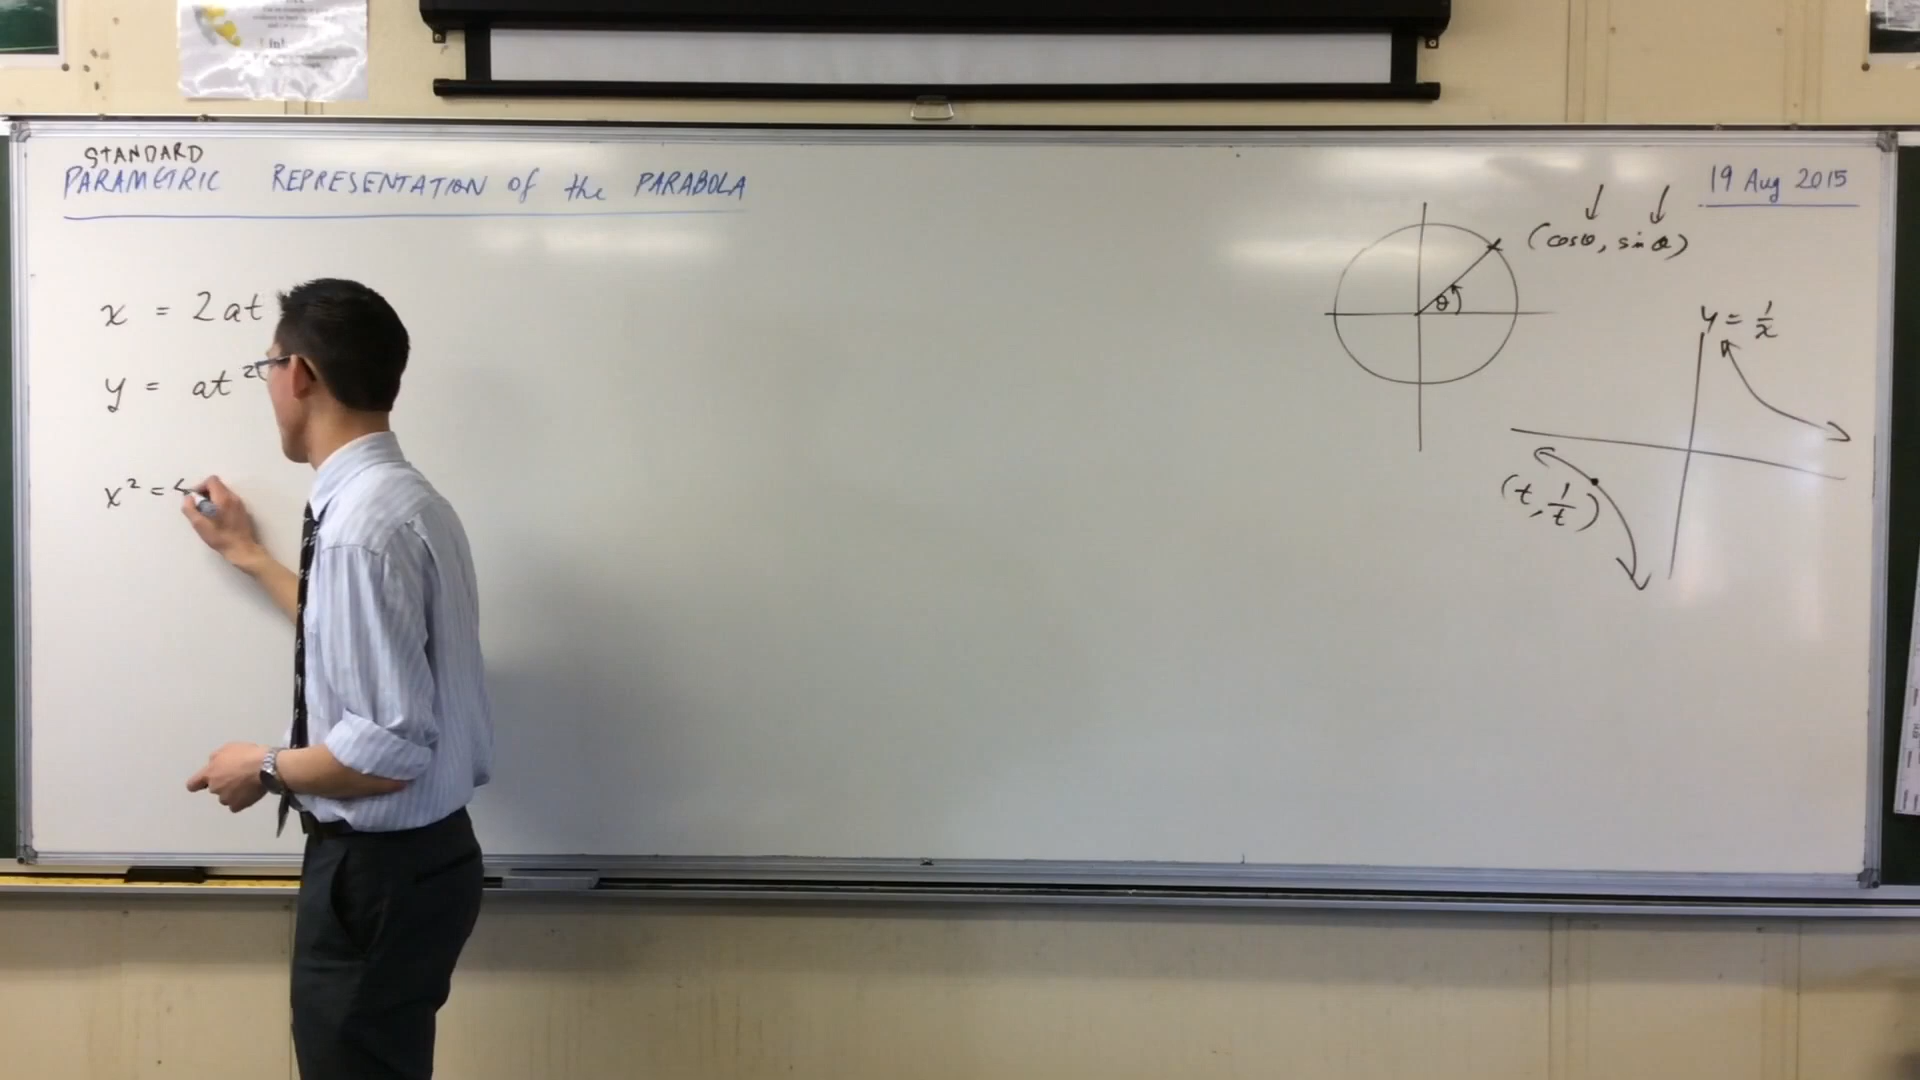 STANDARD
PARAMETRIC REPRESENTATION of the PARABOLA
19 Aug 2015
x = 2at
y = at²
x² =
(cosθ, sinθ)
θ
y = 1/x
(t, 1/t)